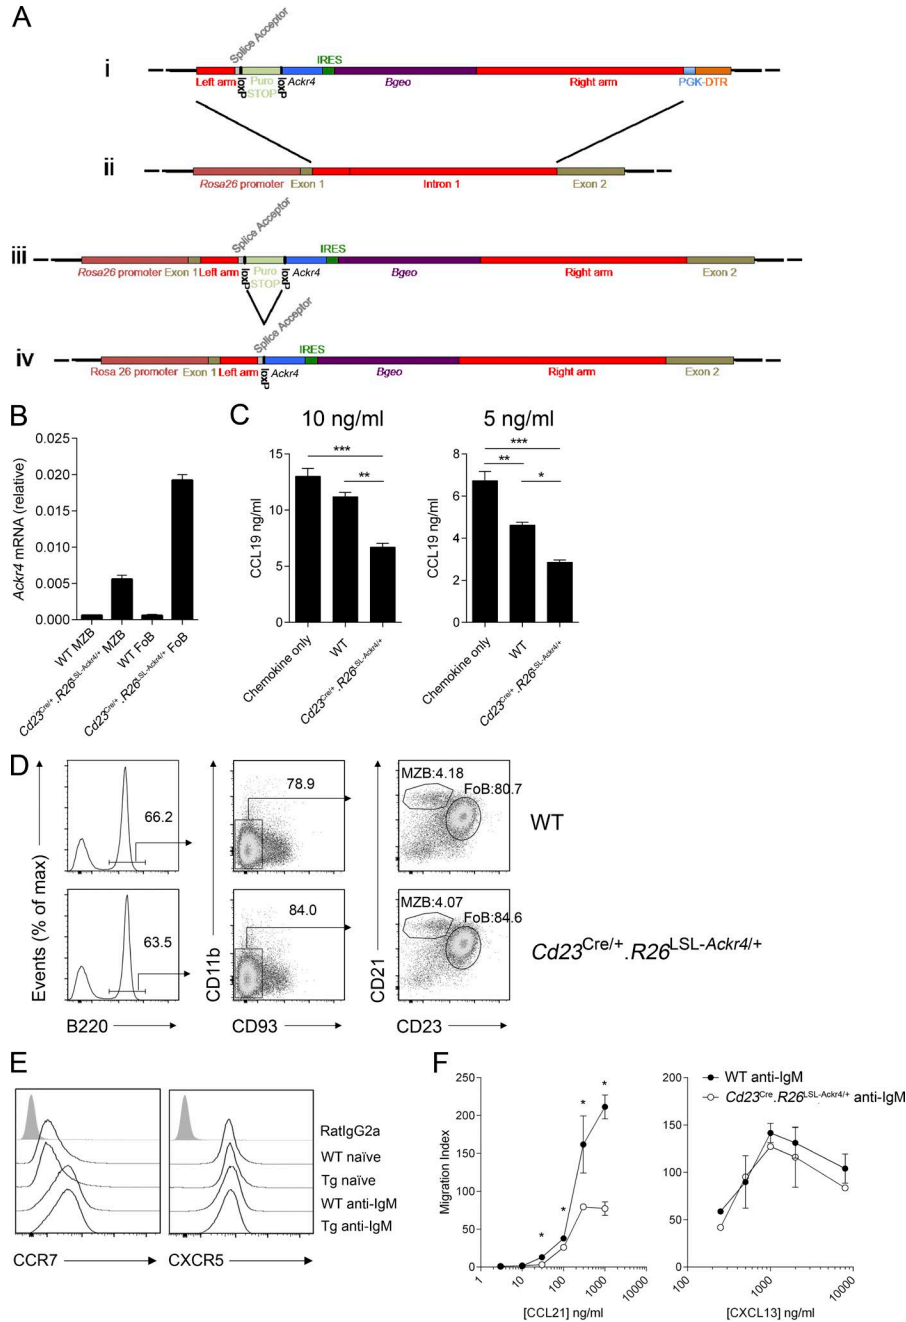 A
i
Splice Acceptor
IRES
Left arm
loxP
Puro
STOP
loxP
Ackr4
Bgeo
Right arm
PGK-DTR
ii
Rosa26 promoter
Exon 1
Intron 1
Exon 2
iii
Splice Acceptor
IRES
Rosa26 promoter
Exon 1
Left arm
loxP
Puro
STOP
loxP
Ackr4
Bgeo
Right arm
Exon 2
iv
Splice Acceptor
IRES
Rosa 26 promoter
Exon 1
Left arm
loxP
Ackr4
Bgeo
Right arm
Exon 2
B
Ackr4 mRNA (relative)
0.025
0.020
0.015
0.010
0.005
0.000
WT MZB
Cd23Cre/+.R26LSL-Ackr4/+ MZB
WT FoB
Cd23Cre/+.R26LSL-Ackr4/+ FoB
C
10 ng/ml
CCL19 ng/ml
15
10
5
0
***
**
Chemokine only
WT
Cd23Cre/+.R26LSL-Ackr4/+
5 ng/ml
CCL19 ng/ml
8
6
4
2
0
***
**
*
Chemokine only
WT
Cd23Cre/+.R26LSL-Ackr4/+
D
Events (% of max)
66.2
63.5
B220
CD11b
78.9
84.0
CD93
CD21
MZB:4.18
FoB:80.7
WT
MZB:4.07
FoB:84.6
Cd23Cre/+.R26LSL-Ackr4/+
CD23
E
RatIgG2a
WT naïve
Tg naïve
WT anti-IgM
Tg anti-IgM
CCR7
CXCR5
F
WT anti-IgM
Cd23Cre.R26LSL-Ackr4/+ anti-IgM
Migration Index
250
200
150
100
50
0
*
*
*
*
1
10
100
1000
10000
[CCL21] ng/ml
200
150
100
50
0
100
1000
10000
[CXCL13] ng/ml